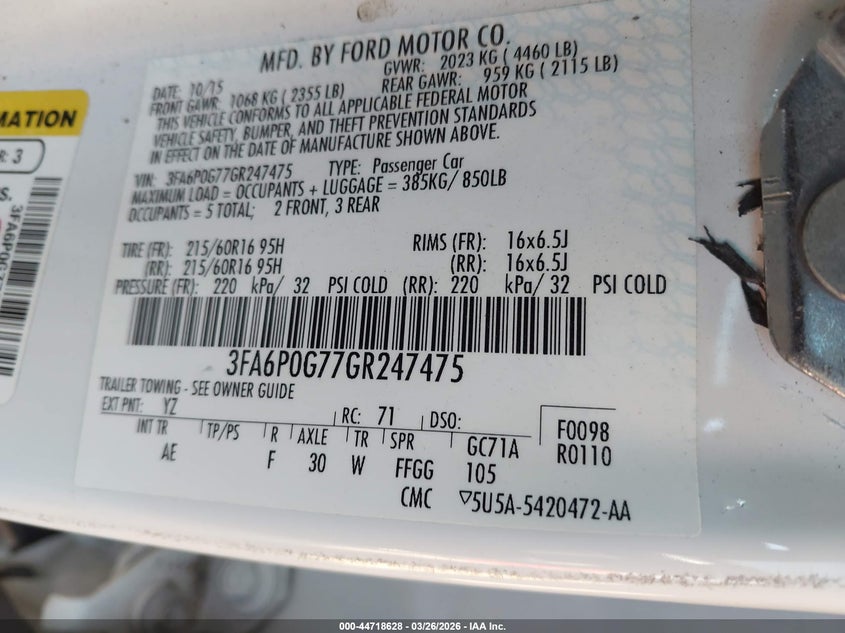 MFD. BY FORD MOTOR CO.
DATE: 10/15
GVWR: 2023 KG ( 4460 LB)
FRONT GAWR: 1068 KG ( 2355 LB)
REAR GAWR: 959 KG ( 2115 LB)
THIS VEHICLE CONFORMS TO ALL APPLICABLE FEDERAL MOTOR
VEHICLE SAFETY, BUMPER, AND THEFT PREVENTION STANDARDS
IN EFFECT ON THE DATE OF MANUFACTURE SHOWN ABOVE.
VIN: 3FA6P0G77GR247475 TYPE: Passenger Car
MAXIMUM LOAD = OCCUPANTS + LUGGAGE = 385KG/ 850LB
OCCUPANTS = 5 TOTAL; 2 FRONT, 3 REAR
TIRE (FR): 215/60R16 95H RIMS (FR): 16x6.5J
(RR): 215/60R16 95H (RR): 16x6.5J
PRESSURE (FR): 220 kPa/ 32 PSI COLD (RR): 220 kPa/ 32 PSI COLD
3FA6P0G77GR247475
TRAILER TOWING - SEE OWNER GUIDE
EXT PNT: YZ RC: 71 DSO: F0098
INT TR TP/PS R AXLE TR SPR GC71A R0110
AE F 30 W FFGG 105
CMC ▽5U5A-5420472-AA
MATION
R: 3
S.
000-44718628 - 03/26/2026 - IAA Inc.